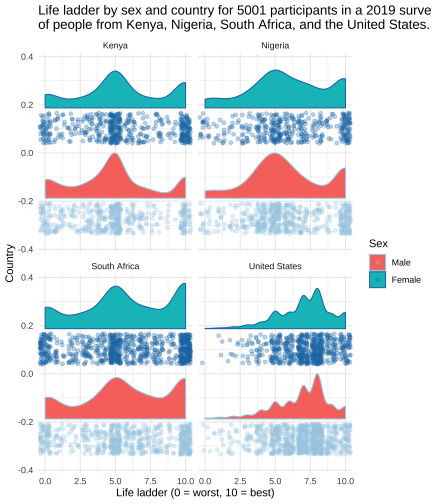 Life ladder by sex and country for 5001 participants in a 2019 surve
of people from Kenya, Nigeria, South Africa, and the United States.
Kenya Nigeria
0.4
0.2
0.0
-0.2
-0.4
South Africa United States
0.4
0.2
0.0
-0.2
-0.4
0.0 2.5 5.0 7.5 10.0 0.0 2.5 5.0 7.5 10.0
Life ladder (0 = worst, 10 = best)
Country
Sex
Male
Female